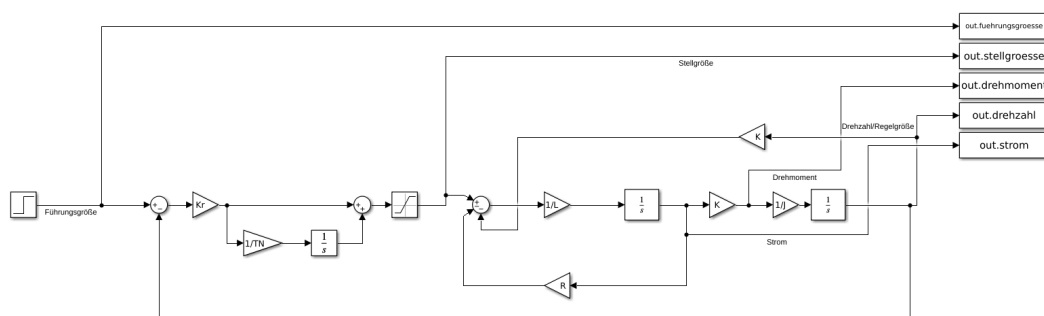 out.fuehrungsgroesse
out.stellgroesse
Stellgröße
out.drehmoment
out.drehzahl
Drehzahl/Regelgröße
K
out.strom
Drehmoment
Führungsgröße
Kr
1/L
1
s
K
1/J
1
s
1/TN
1
s
Strom
R